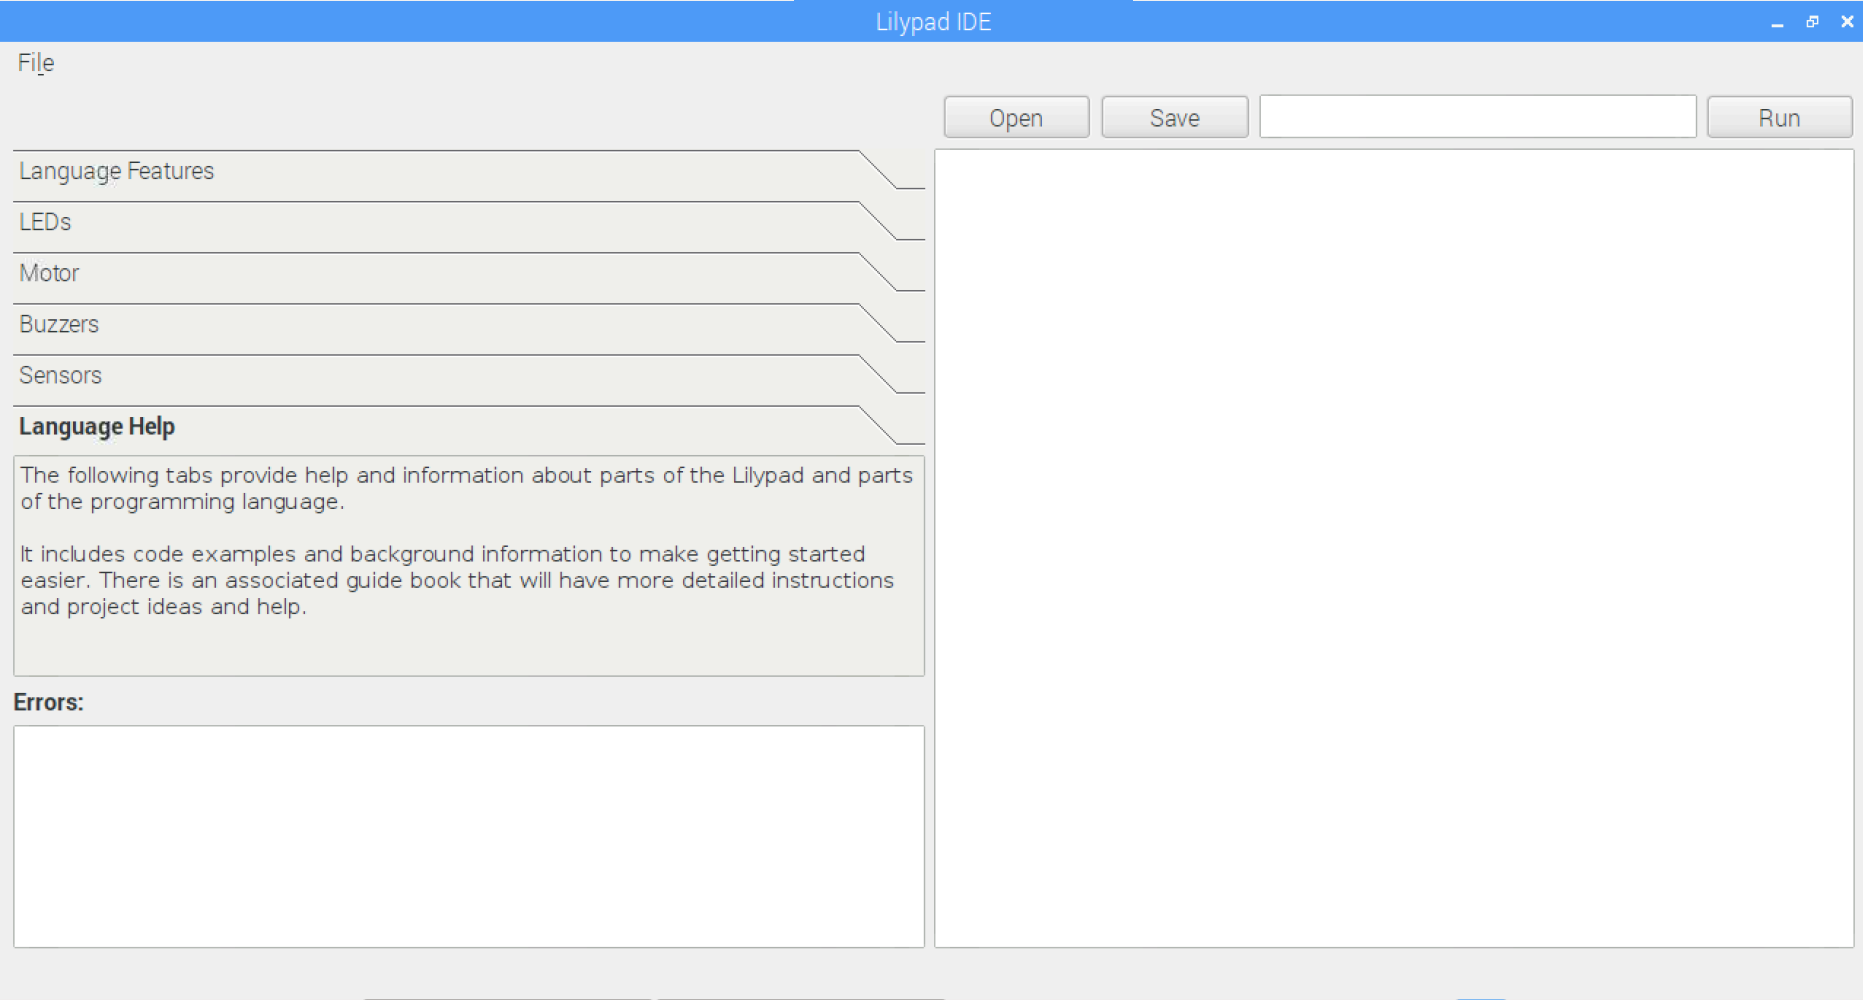 Lilypad IDE
File
Open Save Run
Language Features
LEDs
Motor
Buzzers
Sensors
Language Help
The following tabs provide help and information about parts of the Lilypad and parts
of the programming language.
It includes code examples and background information to make getting started
easier. There is an associated guide book that will have more detailed instructions
and project ideas and help.
Errors: